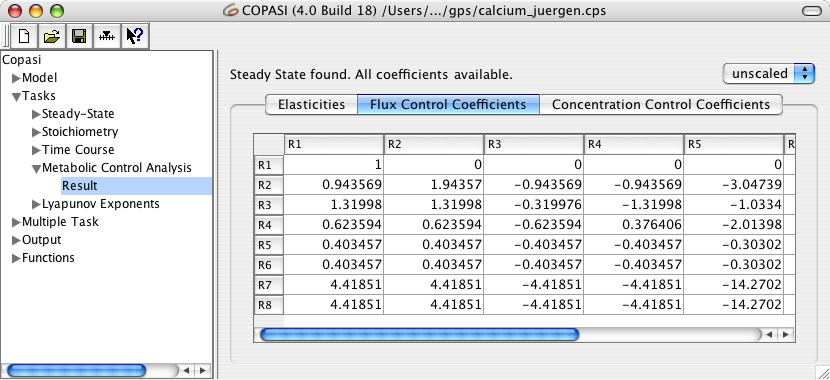 COPASI (4.0 Build 18) /Users/.../gps/calcium_juergen.cps
Copasi
Model
Tasks
Steady-State
Stoichiometry
Time Course
Metabolic Control Analysis
Result
Lyapunov Exponents
Multiple Task
Output
Functions
Steady State found. All coefficients available.
unscaled
Elasticities Flux Control Coefficients Concentration Control Coefficients
R1 R2 R3 R4 R5 R
R1 1 0 0 0 0
R2 0.943569 1.94357 -0.943569 -0.943569 -3.04739
R3 1.31998 1.31998 -0.319976 -1.31998 -1.0334
R4 0.623594 0.623594 -0.623594 0.376406 -2.01398
R5 0.403457 0.403457 -0.403457 -0.403457 -0.30302
R6 0.403457 0.403457 -0.403457 -0.403457 -0.30302
R7 4.41851 4.41851 -4.41851 -4.41851 -14.2702
R8 4.41851 4.41851 -4.41851 -4.41851 -14.2702